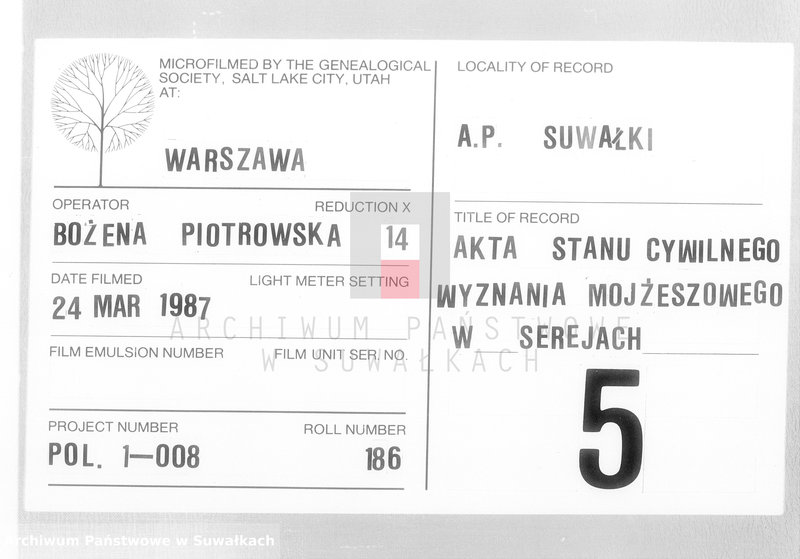 MICROFILMED BY THE GENEALOGICAL
SOCIETY, SALT LAKE CITY, UTAH
AT:
WARSZAWA
OPERATOR
REDUCTION X
BOŻENA PIOTROWSKA
14
DATE FILMED
LIGHT METER SETTING
24 MAR 1987
FILM EMULSION NUMBER
FILM UNIT SER. NO.
PROJECT NUMBER
ROLL NUMBER
POL. 1—008
186
LOCALITY OF RECORD
A.P. SUWAŁKI
TITLE OF RECORD
AKTA STANU CYWILNEGO
WYZNANIA MOJŻESZOWEGO
W SEREJACH
5
ARCHIWUM PAŃSTWOWE
W SUWAŁKACH
Archiwum Państwowe w Suwałkach